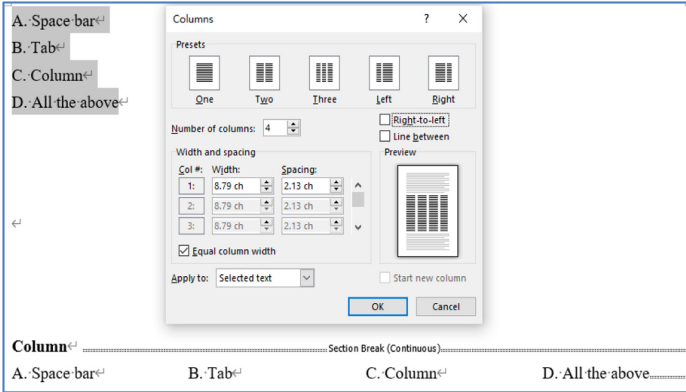 A. Space bar
B. Tab
C. Column
D. All the above
Columns
? ×
Presets
One Two Three Left Right
Number of columns: 4
Right-to-left
Line between
Width and spacing
Preview
Col #: Width: Spacing:
1: 8.79 ch 2.13 ch
2: 8.79 ch 2.13 ch
3: 8.79 ch 2.13 ch
Equal column width
Apply to: Selected text
Start new column
OK Cancel
Column Section Break (Continuous)
A. Space bar B. Tab C. Column D. All the above